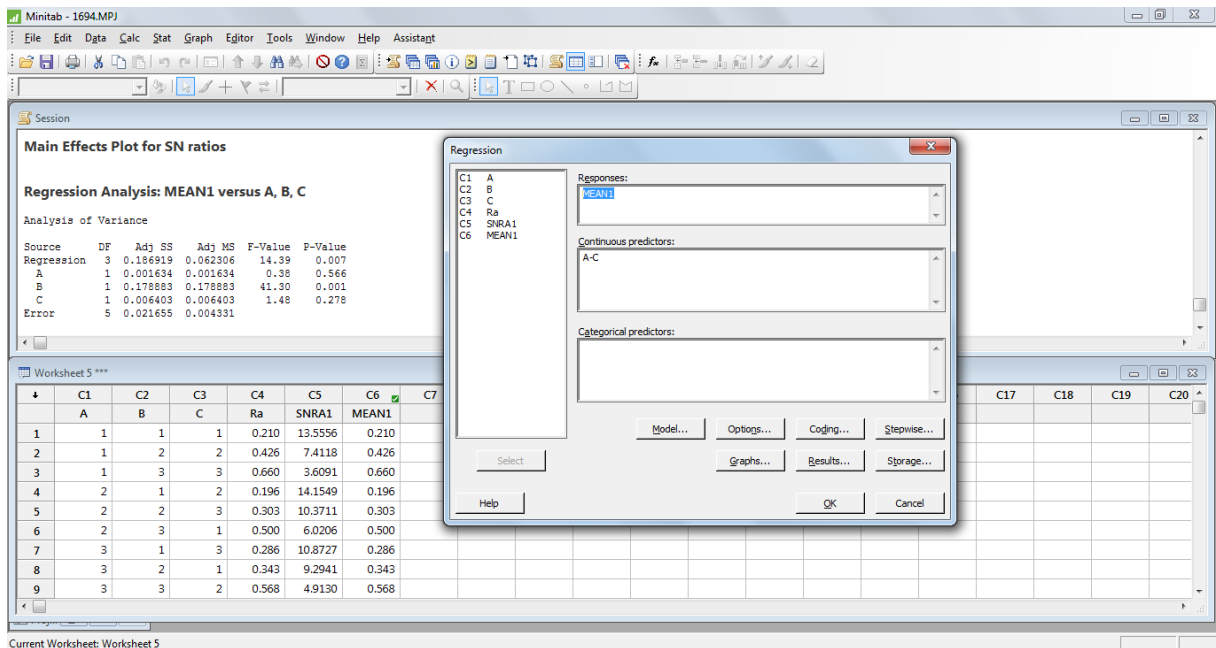 Minitab - 1694.MPJ
File Edit Data Calc Stat Graph Editor Tools Window Help Assistant
Session
Main Effects Plot for SN ratios
Regression Analysis: MEAN1 versus A, B, C
Analysis of Variance
Source DF Adj SS Adj MS F-Value P-Value
Regression 3 0.186919 0.062306 14.39 0.007
A 1 0.001634 0.001634 0.38 0.566
B 1 0.178883 0.178883 41.30 0.001
C 1 0.006403 0.006403 1.48 0.278
Error 5 0.021655 0.004331
Regression
C1 A
C2 B
C3 C
C4 Ra
C5 SNRA1
C6 MEAN1
Responses:
MEAN1
Continuous predictors:
A-C
Categorical predictors:
Model... Options... Coding... Stepwise...
Select Graphs... Results... Storage...
Help OK Cancel
Worksheet 5 ***
C1 C2 C3 C4 C5 C6 C7 C17 C18 C19 C20
A B C Ra SNRA1 MEAN1
1 1 1 1 0.210 13.5556 0.210
2 1 2 2 0.426 7.4118 0.426
3 1 3 3 0.660 3.6091 0.660
4 2 1 2 0.196 14.1549 0.196
5 2 2 3 0.303 10.3711 0.303
6 2 3 1 0.500 6.0206 0.500
7 3 1 3 0.286 10.8727 0.286
8 3 2 1 0.343 9.2941 0.343
9 3 3 2 0.568 4.9130 0.568
Current Worksheet: Worksheet 5